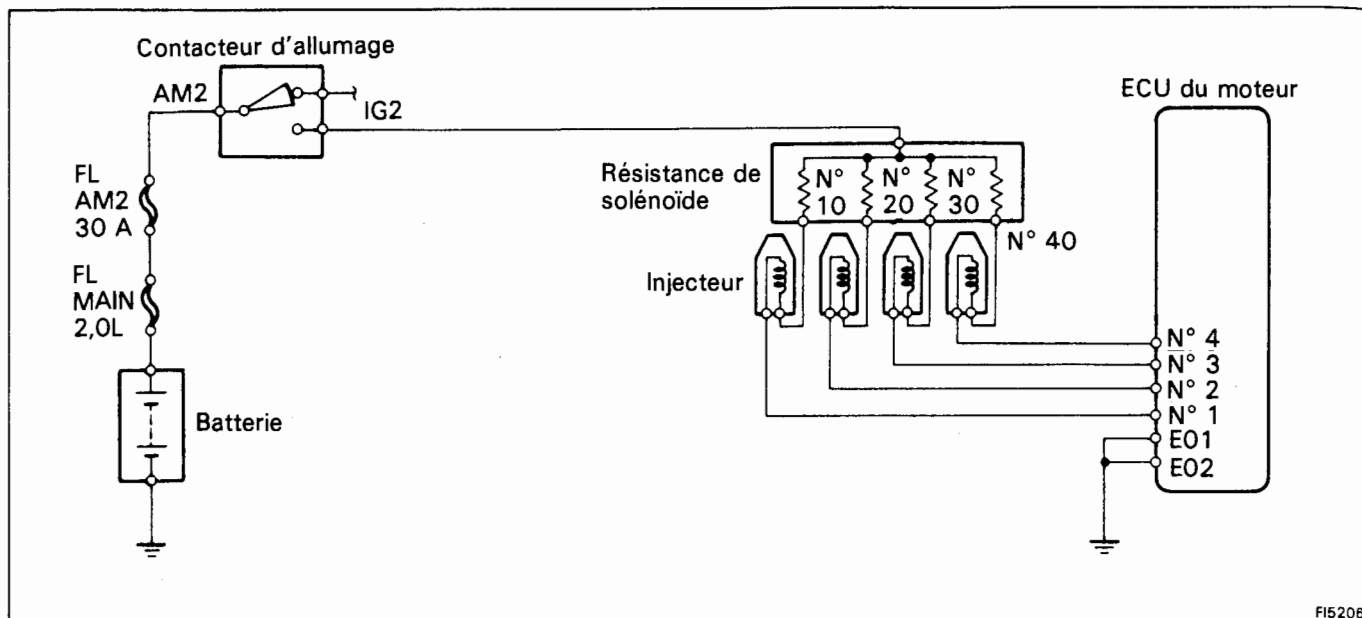 Contacteur d'allumage
AM2
IG2
ECU du moteur
FL
AM2
30 A
FL
MAIN
2,0L
Batterie
Résistance de
solénoïde
N°
10
N°
20
N°
30
N° 40
Injecteur
N° 4
N° 3
N° 2
N° 1
E01
E02
FI5206